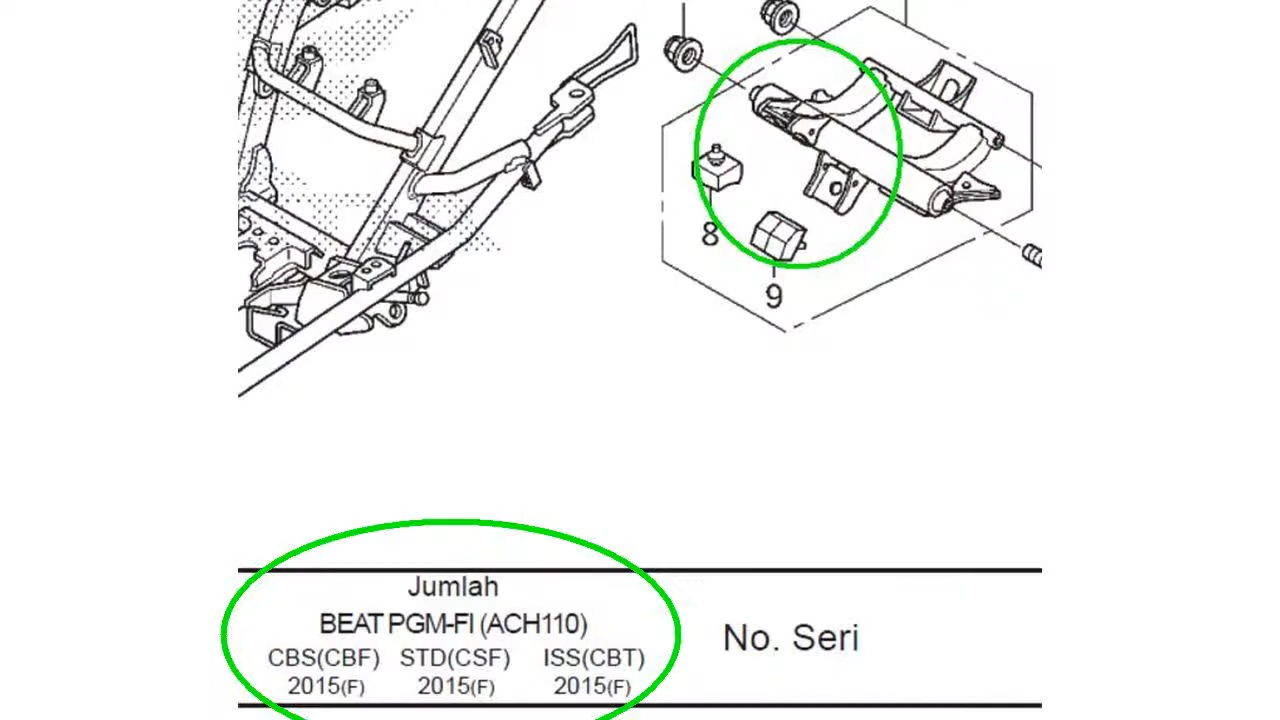 8
9
Jumlah
BEAT PGM-FI (ACH110)
CBS(CBF) STD(CSF) ISS(CBT)
2015(F) 2015(F) 2015(F)
No. Seri